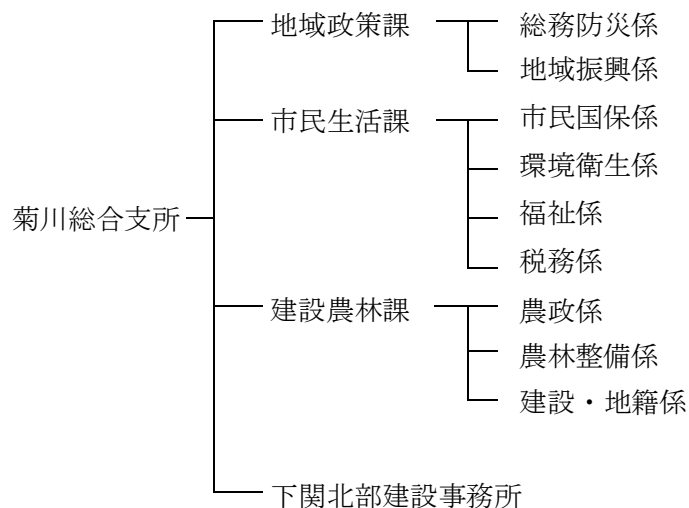 地域政策課
総務防災係
地域振興係
市民生活課
市民国保係
環境衛生係
福祉係
税務係
菊川総合支所
建設農林課
農政係
農林整備係
建設・地籍係
下関北部建設事務所